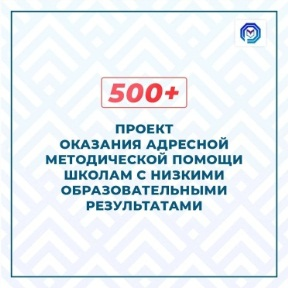 500+
ПРОЕКТ
ОКАЗАНИЯ АДРЕСНОЙ
МЕТОДИЧЕСКОЙ ПОМОЩИ
ШКОЛАМ С НИЗКИМИ
ОБРАЗОВАТЕЛЬНЫМИ
РЕЗУЛЬТАТАМИ